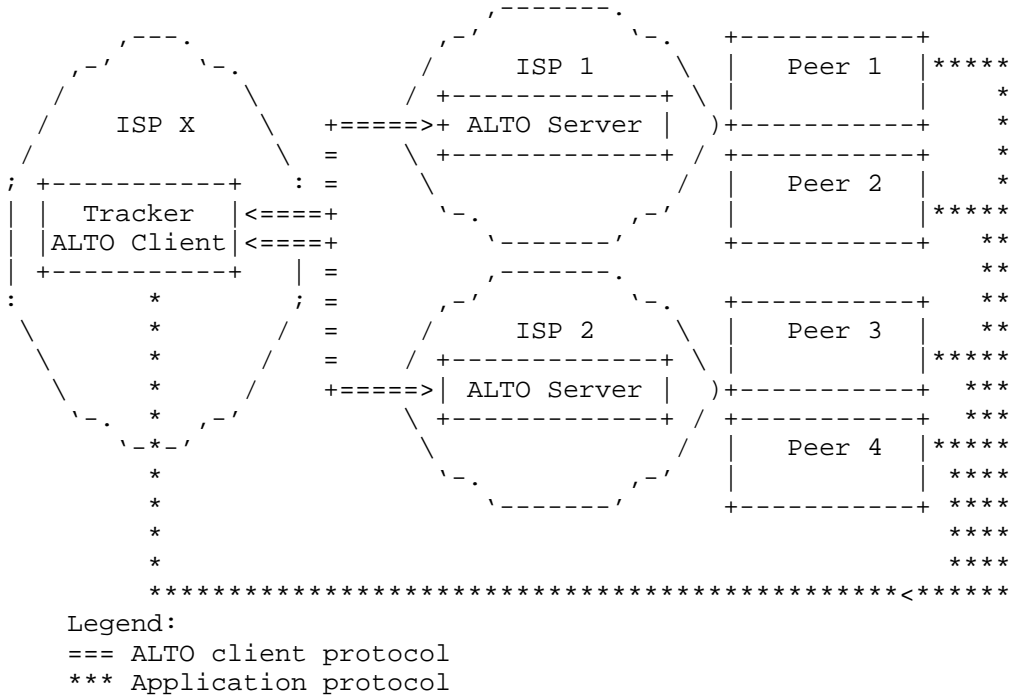 ISP 1
Peer 1
ISP X
ALTO Server
Peer 2
Tracker
ALTO Client
ISP 2
Peer 3
ALTO Server
Peer 4
Legend:
=== ALTO client protocol
*** Application protocol